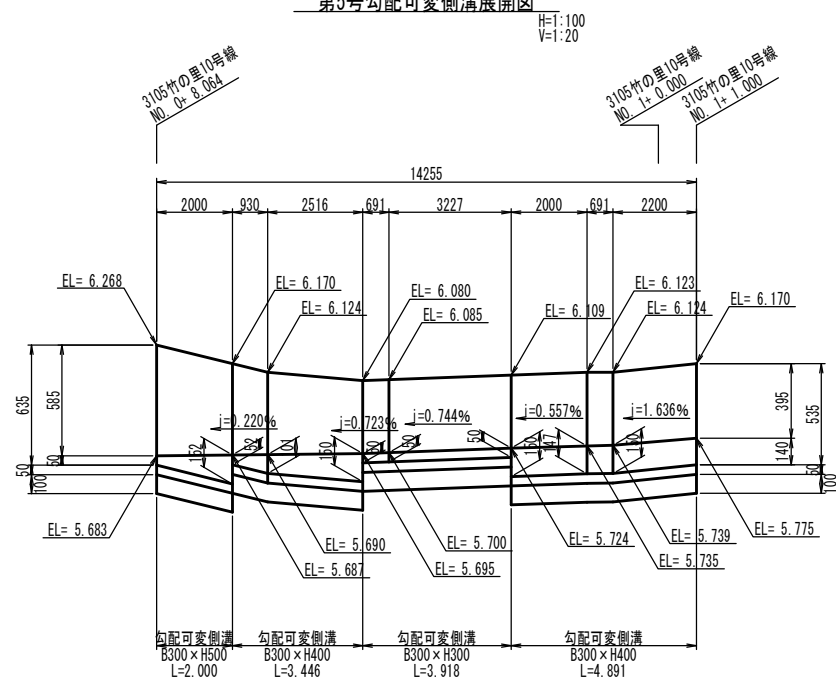 第5号勾配可変側溝展開図
H=1:100
V=1:20
3105竹の里10号線
NO. 0+ 8.064
3105竹の里10号線
NO. 1+ 0.000
3105竹の里10号線
NO. 1+ 1.000
14255
2000
930
2516
691
3227
2000
691
2200
EL= 6.268
EL= 6.170
EL= 6.124
EL= 6.080
EL= 6.085
EL= 6.109
EL= 6.123
EL= 6.124
EL= 6.170
635
585
50
50
100
i=0.220%
i=0.723%
i=0.744%
i=0.557%
i=1.636%
152
52
101
150
50
50
50
150
147
150
395
140
535
50
100
EL= 5.683
EL= 5.687
EL= 5.690
EL= 5.695
EL= 5.700
EL= 5.724
EL= 5.735
EL= 5.739
EL= 5.775
勾配可変側溝
B300×H500
L=2.000
勾配可変側溝
B300×H400
L=3.446
勾配可変側溝
B300×H300
L=3.918
勾配可変側溝
B300×H400
L=4.891